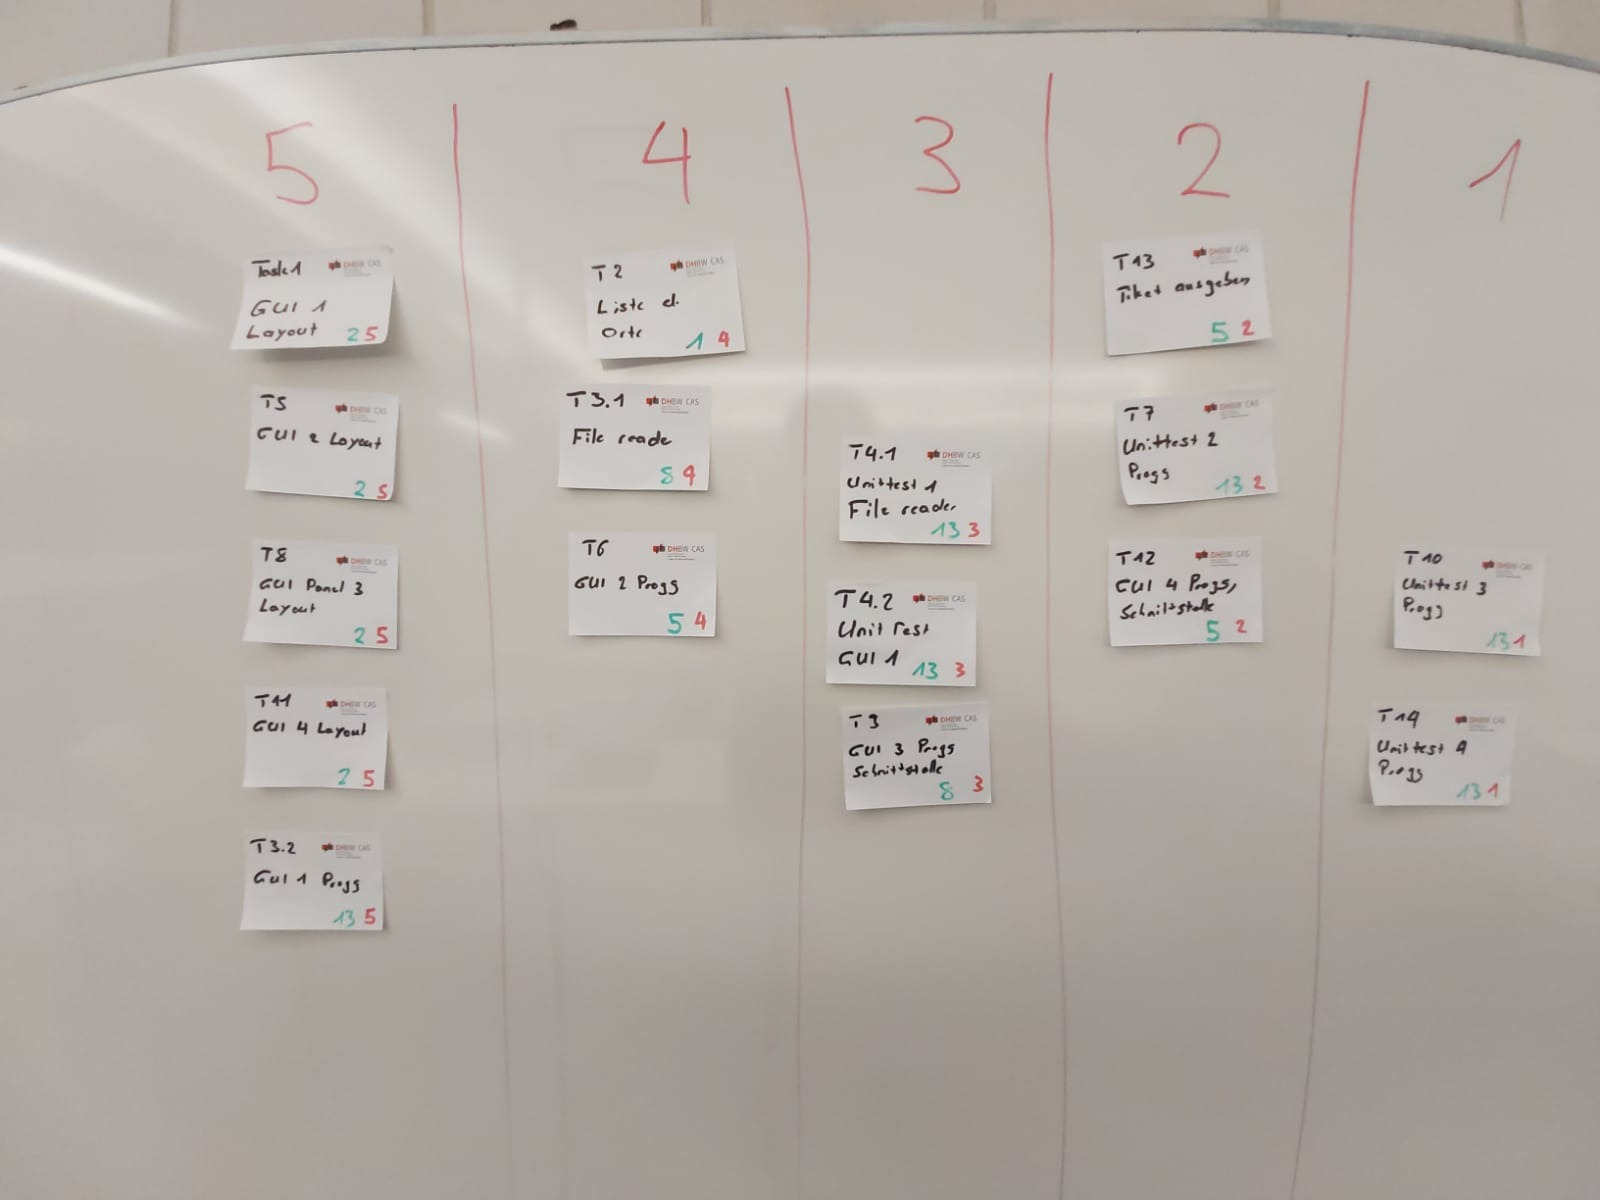 5
4
3
2
1
Task 1
DHBW CAS
GUI 1
Layout
2 5
T5
DHBW CAS
GUI 2 Layout
2 5
T8
DHBW CAS
GUI Panel 3
Layout
2 5
T11
DHBW CAS
GUI 4 Layout
2 5
T3.2
DHBW CAS
GUI 1 Progs
13 5
T2
DHBW CAS
Liste d.
Orte
1 4
T3.1
DHBW CAS
File reade
8 4
T6
DHBW CAS
GUI 2 Progs
5 4
T4.1
DHBW CAS
Unittest 1
File reader
13 3
T4.2
DHBW CAS
Unit Test
GUI 1
13 3
DHBW CAS
GUI 3 Progs
Schnittstelle
8 3
T13
DHBW CAS
Tiket ausgeben
5 2
T7
DHBW CAS
Unittest 2
Progs
13 2
T12
DHBW CAS
GUI 4 Progs,
Schnittstelle
5 2
T10
DHBW CAS
Unittest 3
Progs
13 1
T14
DHBW CAS
Unittest 4
Progs
13 1